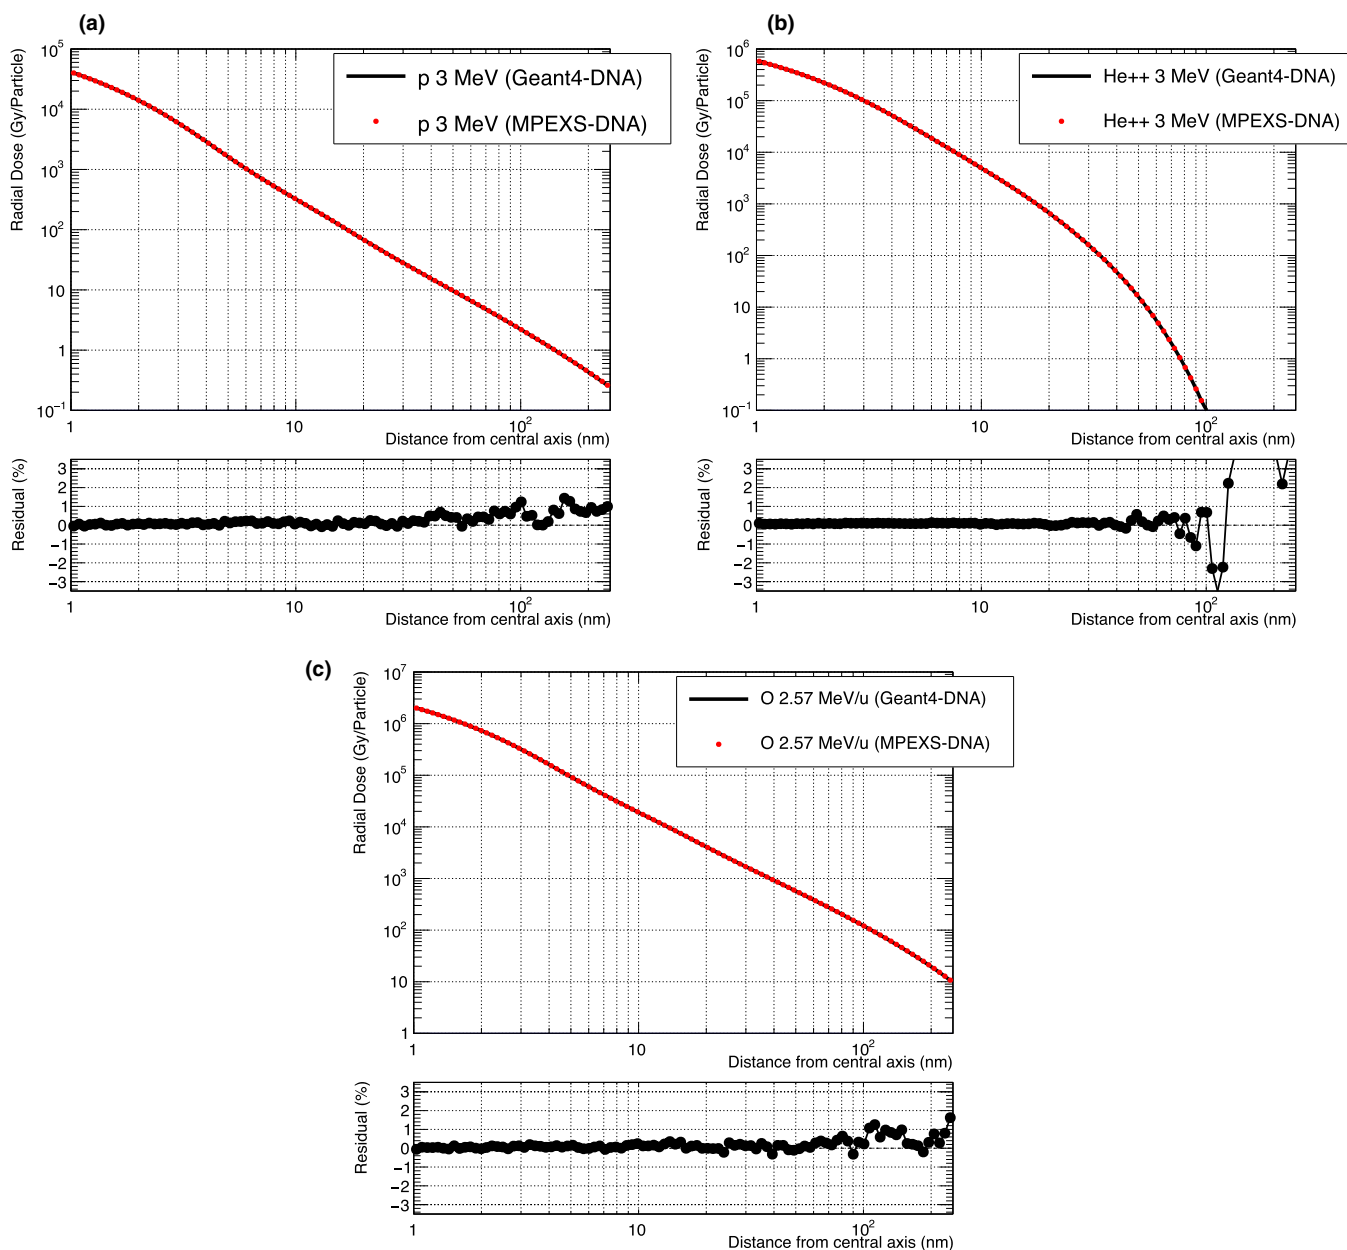 (a)
Radial Dose (Gy/Particle)
10^5
10^4
10^3
10^2
10
1
10^−1
p 3 MeV (Geant4-DNA)
p 3 MeV (MPEXS-DNA)
1
10
10^2
Distance from central axis (nm)
Residual (%)
3
2
1
0
−1
−2
−3
1
10
10^2
Distance from central axis (nm)
(b)
Radial Dose (Gy/Particle)
10^6
10^5
10^4
10^3
10^2
10
1
10^−1
He++ 3 MeV (Geant4-DNA)
He++ 3 MeV (MPEXS-DNA)
1
10
10^2
Distance from central axis (nm)
Residual (%)
3
2
1
0
−1
−2
−3
1
10
10^2
Distance from central axis (nm)
(c)
Radial Dose (Gy/Particle)
10^7
10^6
10^5
10^4
10^3
10^2
10
1
O 2.57 MeV/u (Geant4-DNA)
O 2.57 MeV/u (MPEXS-DNA)
1
10
10^2
Distance from central axis (nm)
Residual (%)
3
2
1
0
−1
−2
−3
1
10
10^2
Distance from central axis (nm)